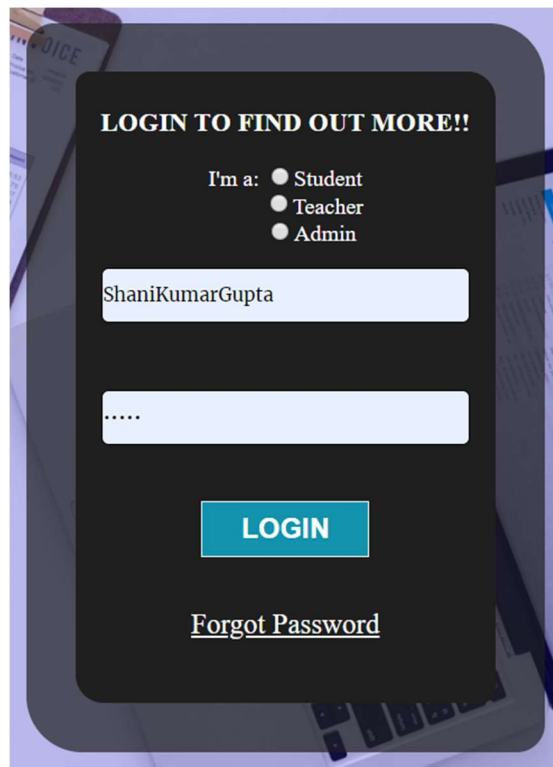 LOGIN TO FIND OUT MORE!!
I'm a: Student
Teacher
Admin
ShaniKumarGupta
.....
LOGIN
Forgot Password